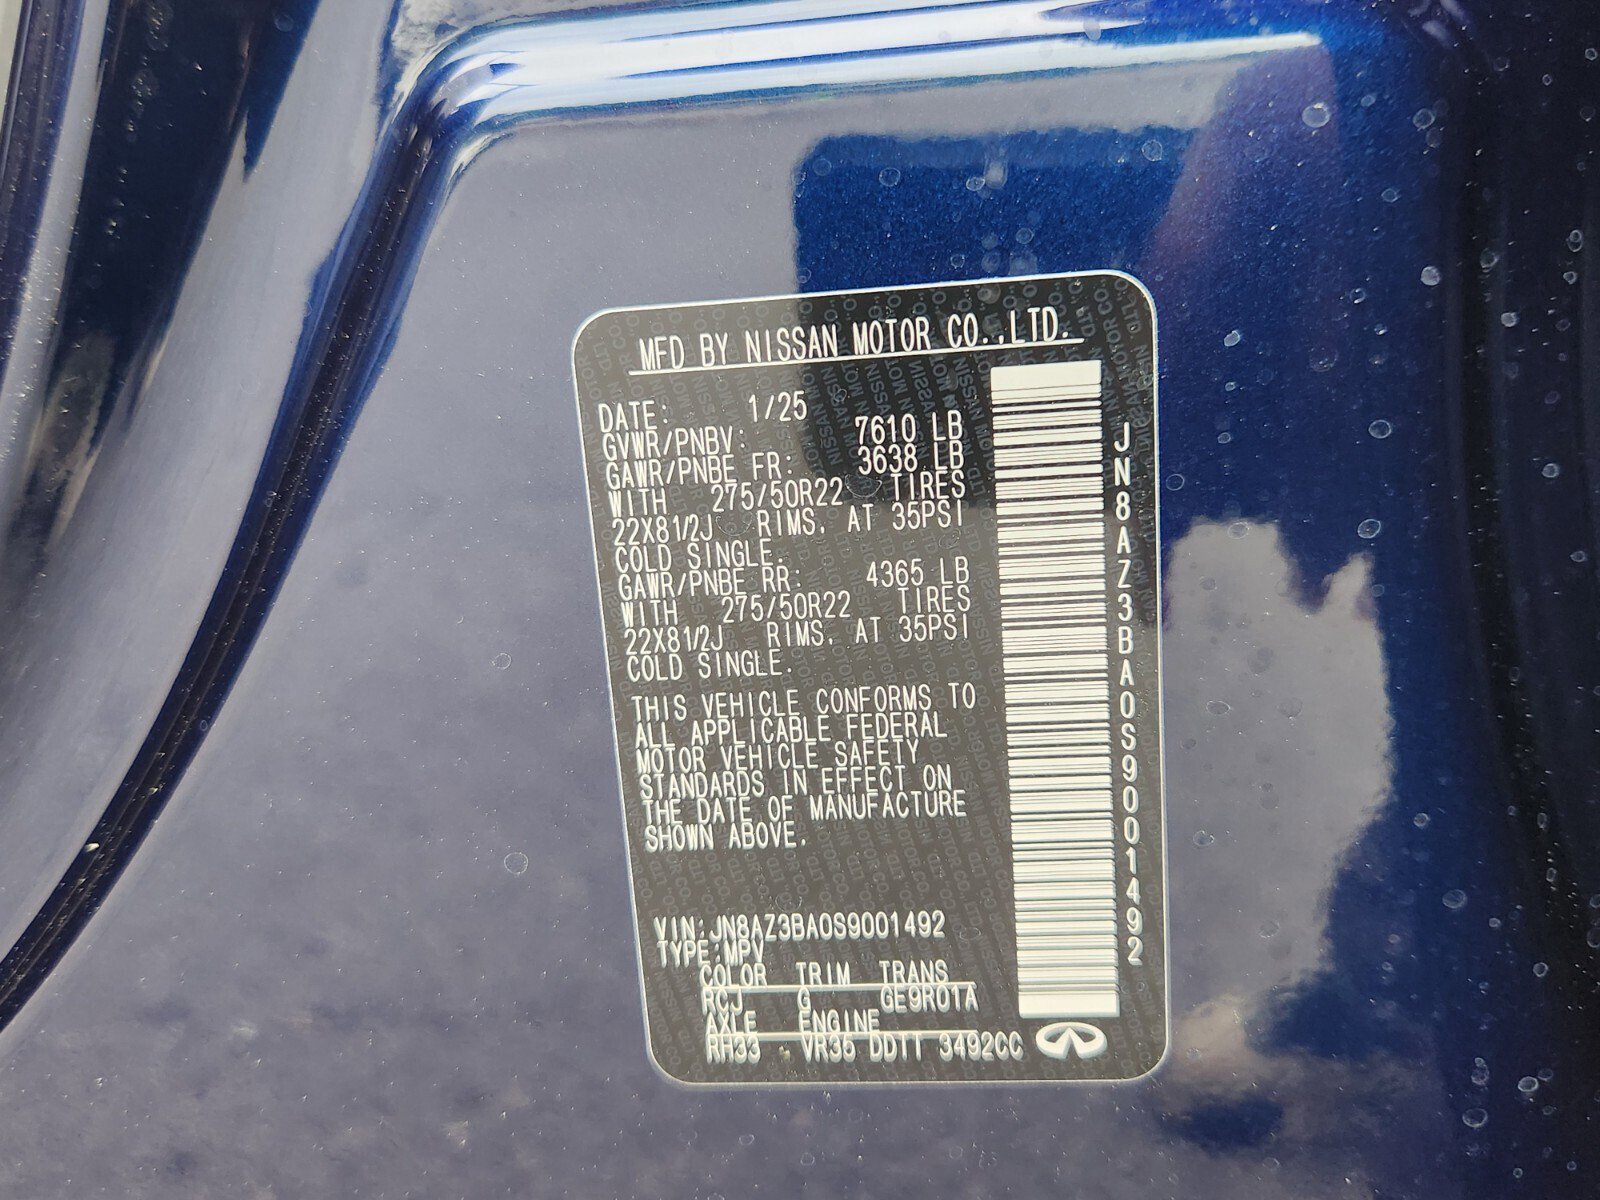 MFD BY NISSAN MOTOR CO.,LTD.
DATE: 1/25
GVWR/PNBV: 7610 LB
GAWR/PNBE FR: 3638 LB
WITH 275/50R22 TIRES
22X81/2J RIMS, AT 35PSI
COLD SINGLE.
GAWR/PNBE RR: 4365 LB
WITH 275/50R22 TIRES
22X81/2J RIMS, AT 35PSI
COLD SINGLE.
THIS VEHICLE CONFORMS TO
ALL APPLICABLE FEDERAL
MOTOR VEHICLE SAFETY
STANDARDS IN EFFECT ON
THE DATE OF MANUFACTURE
SHOWN ABOVE.
VIN:JN8AZ3BA0S9001492
TYPE:MPV
COLOR TRIM TRANS
RCJ G GE9R01A
AXLE ENGINE
RH33 VR35 DDTT 3492CC
JN8AZ3BA0S9001492